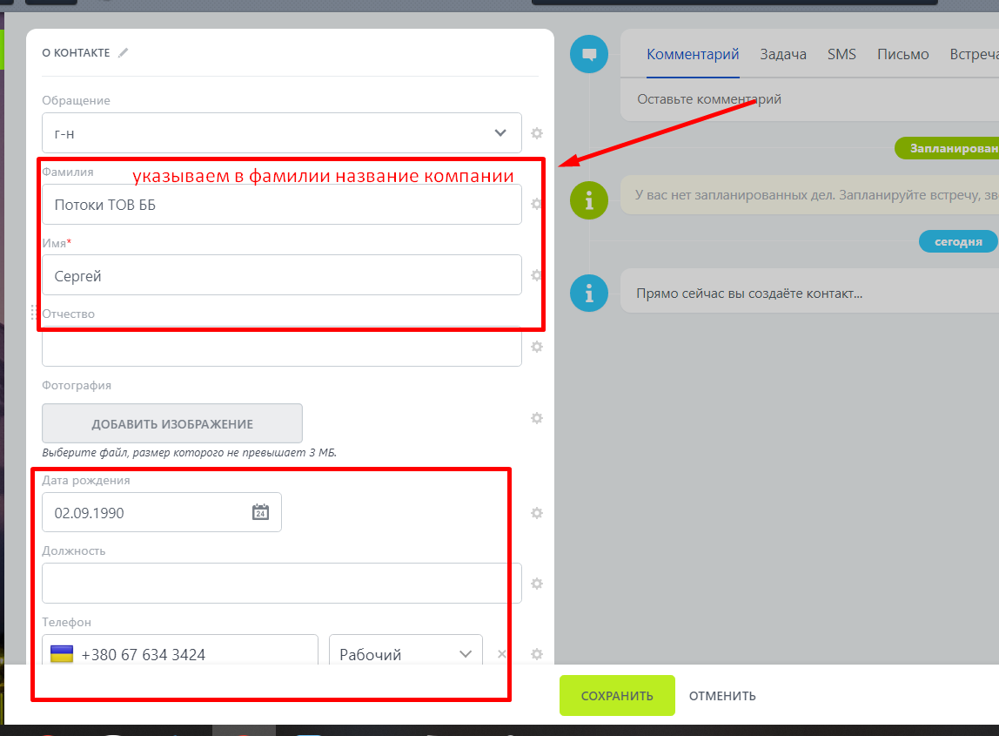 О КОНТАКТЕ
Обращение
г-н
Фамилия
указываем в фамилии название компании
Потоки ТОВ ББ
Имя*
Сергей
Отчество
Фотография
ДОБАВИТЬ ИЗОБРАЖЕНИЕ
Выберите файл, размер которого не превышает 3 МБ.
Дата рождения
02.09.1990
24
Должность
Телефон
+380 67 634 3424
Рабочий
Комментарий Задача SMS Письмо Встреча
Оставьте комментарий
Запланирован
У вас нет запланированных дел. Запланируйте встречу, зв
сегодня
Прямо сейчас вы создаёте контакт...
СОХРАНИТЬ ОТМЕНИТЬ